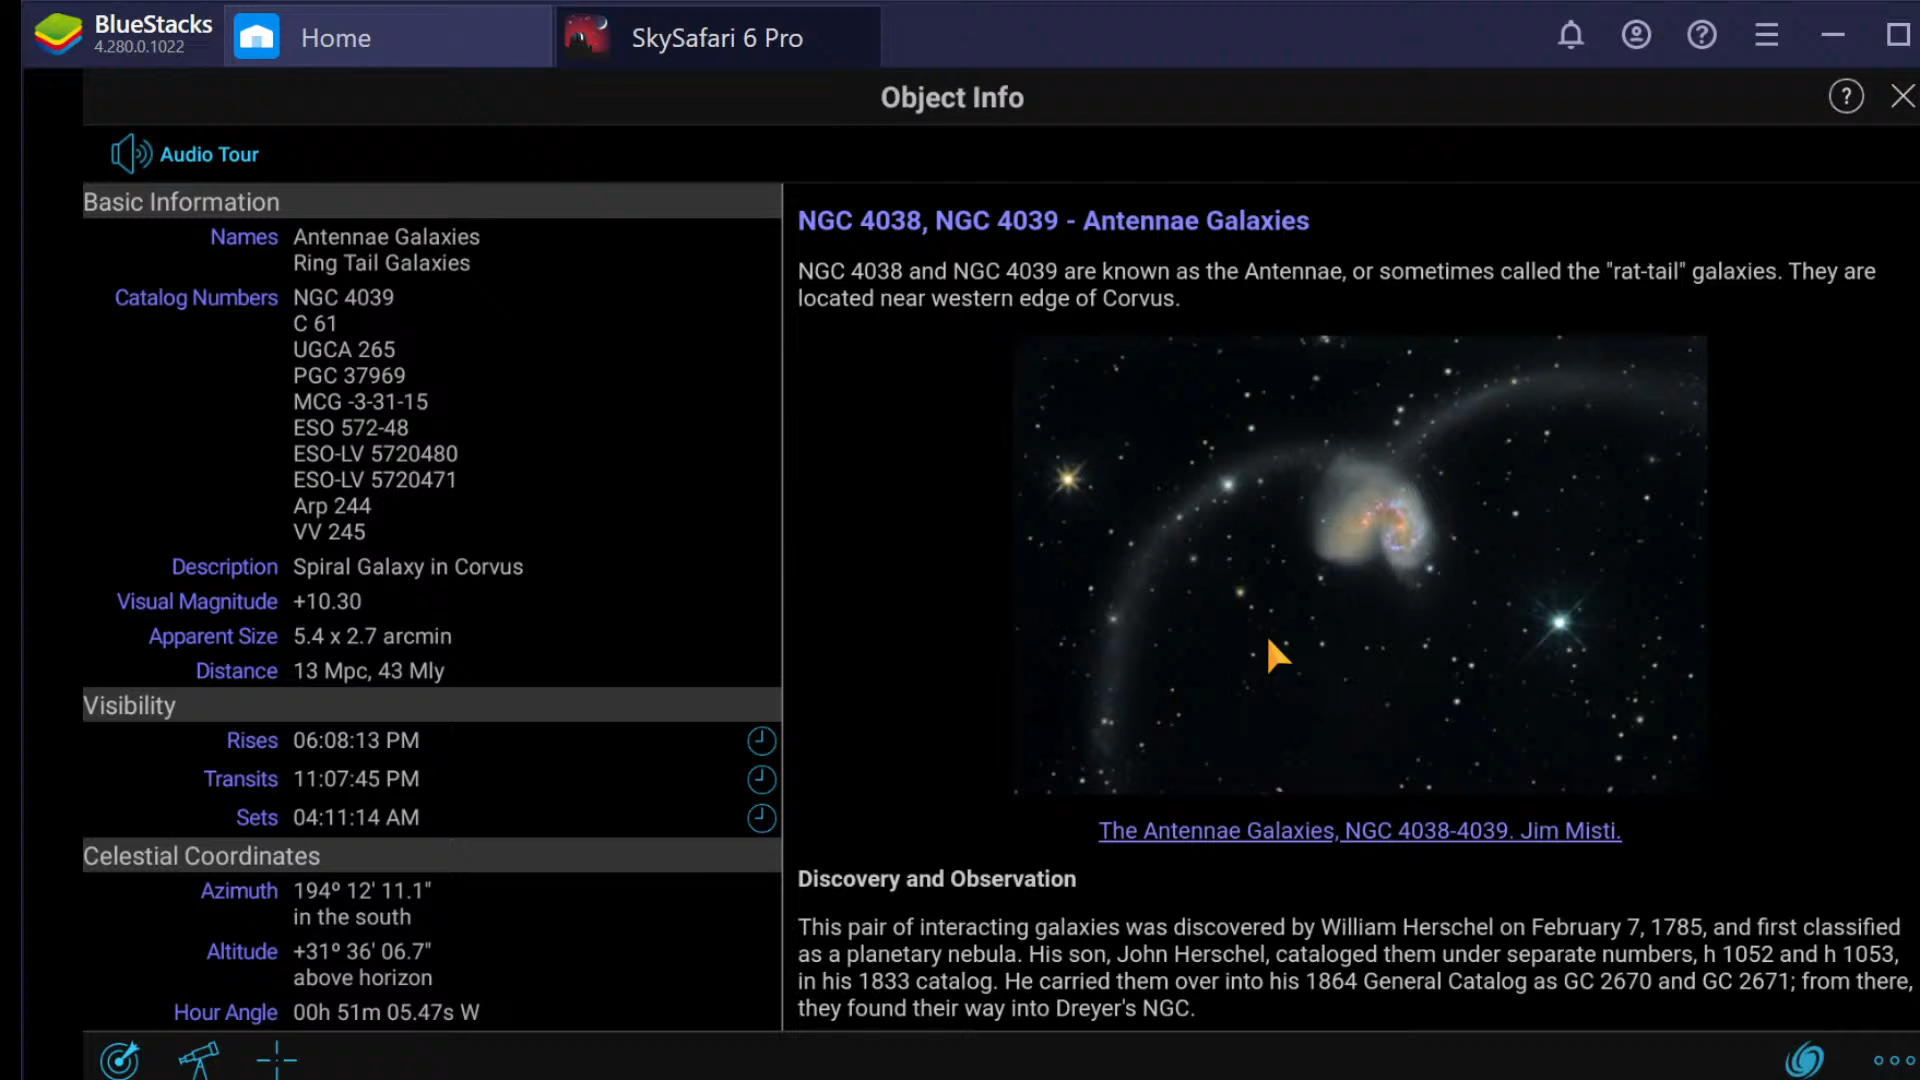 BlueStacks
4.280.0.1022
Home
SkySafari 6 Pro
Object Info
?
Audio Tour
Basic Information
Names Antennae Galaxies
Ring Tail Galaxies
Catalog Numbers NGC 4039
C 61
UGCA 265
PGC 37969
MCG -3-31-15
ESO 572-48
ESO-LV 5720480
ESO-LV 5720471
Arp 244
VV 245
Description Spiral Galaxy in Corvus
Visual Magnitude +10.30
Apparent Size 5.4 x 2.7 arcmin
Distance 13 Mpc, 43 Mly
Visibility
Rises 06:08:13 PM
Transits 11:07:45 PM
Sets 04:11:14 AM
Celestial Coordinates
Azimuth 194º 12' 11.1"
in the south
Altitude +31º 36' 06.7"
above horizon
Hour Angle 00h 51m 05.47s W
NGC 4038, NGC 4039 - Antennae Galaxies
NGC 4038 and NGC 4039 are known as the Antennae, or sometimes called the "rat-tail" galaxies. They are
located near western edge of Corvus.
The Antennae Galaxies, NGC 4038-4039. Jim Misti.
Discovery and Observation
This pair of interacting galaxies was discovered by William Herschel on February 7, 1785, and first classified
as a planetary nebula. His son, John Herschel, cataloged them under separate numbers, h 1052 and h 1053,
in his 1833 catalog. He carried them over into his 1864 General Catalog as GC 2670 and GC 2671; from there,
they found their way into Dreyer's NGC.